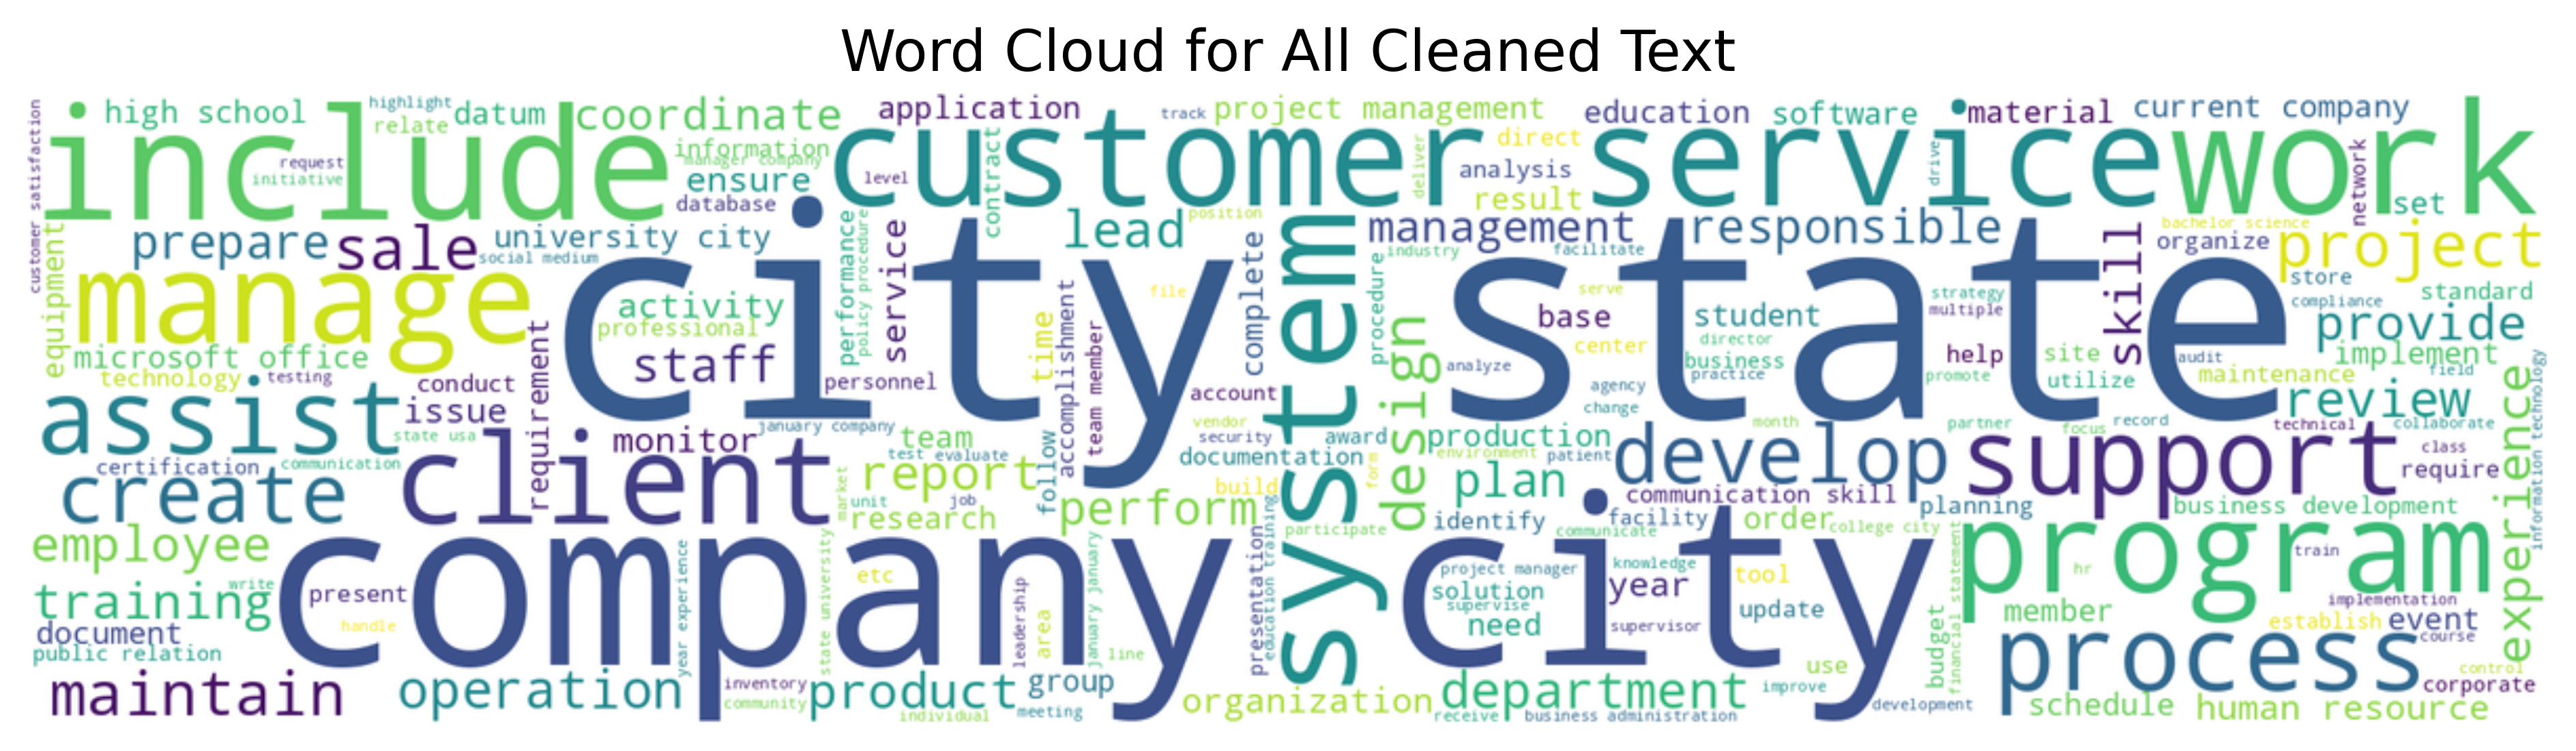 Word Cloud for All Cleaned Text
customer satisfaction
include
high school
highlight
relate
datum
coordinate
application
track
project management
education
software
material
current company
request
initiative
information
manager company
ensure
database
level
customer service
contract
direct
analysis
result
deliver
drive
work
network
set
equipment
prepare
sale
university city
social medium
performance
policy procedure
service
lead
position
complete
management
industry
facilitate
responsible
skill
bachelor science
organize
project
store
manage
city state
activity
professional
staff
file
time
accomplishment
team member
system
procedure
serve
base
center
student
director
business
practice
strategy
multiple
help
promote
site
utilize
compliance
standard
provide
implement
audit
maintenance
field
microsoft office
technology
testing
conduct
issue
requirement
personnel
account
design
analyze
agency
change
assist
state usa
monitor
january company
team
test evaluate
follow
vendor
security
documentation
award
production
environment
patient
month
partner
focus
record
technical
collaborate
review
experience
information technology
certification
communication
create
client
market
report
unit
job
research
perform
build
form
participate
plan
identify
develop
communication skill
facility
communicate
order
college city
planning
support
class
require
business development
employee
training
write
document
public relation
present
handle
company city
year experience
state university
etc
leadership
area
january january
line
presentation
education training
project manager
knowledge
solution
supervise
need
year
supervisor
tool
update
use
budget
financial statement
program
hr
train
member
implementation
establish
event
course
process
control
corporate
maintain
operation
inventory
community
product
individual
group
meeting
organization
department
receive
business administration
improve
development
schedule
human resource